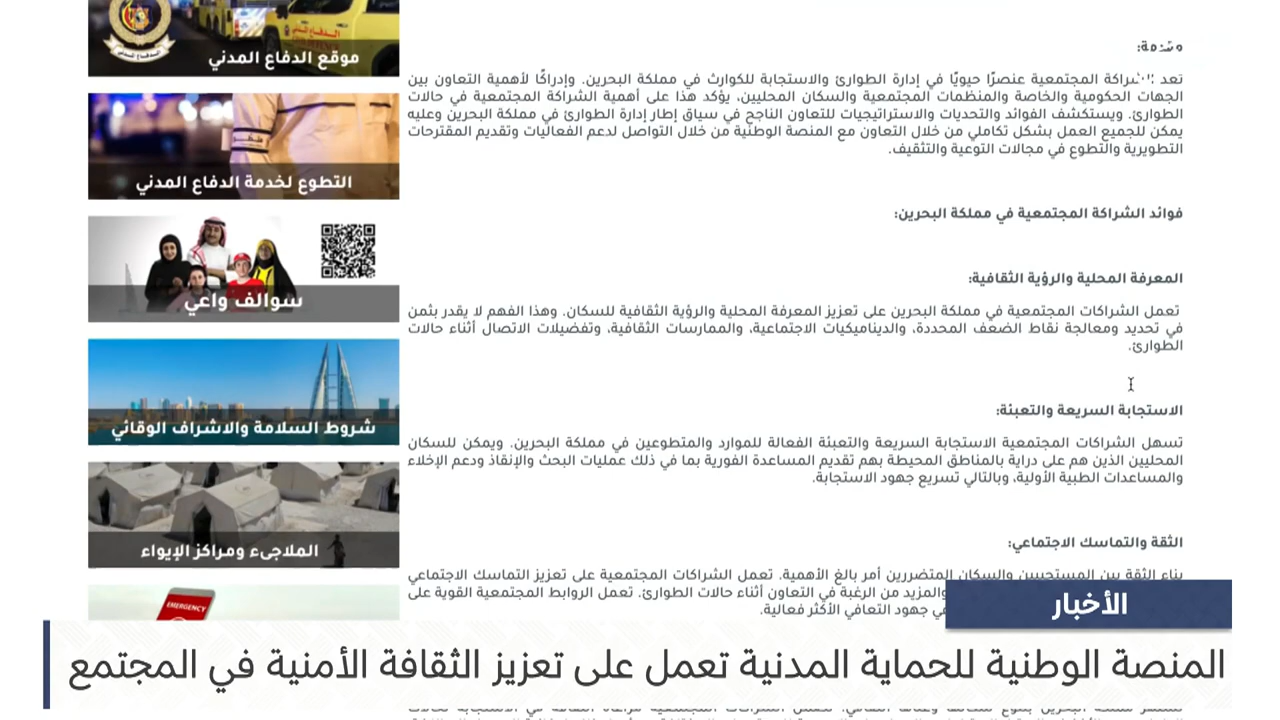 مقدمة:
تعد الشراكة المجتمعية عنصرًا حيويًا في إدارة الطوارئ والاستجابة للكوارث في مملكة البحرين. وإدراكًا لأهمية التعاون بين
الجهات الحكومية والخاصة والمنظمات المجتمعية والسكان المحليين، يؤكد هذا على أهمية الشراكة المجتمعية في حالات
الطوارئ. ويستكشف الفوائد والتحديات والاستراتيجيات للتعاون الناجح في سياق إطار إدارة الطوارئ في مملكة البحرين وعليه
يمكن للجميع العمل بشكل تكاملي من خلال التعاون مع المنصة الوطنية من خلال التواصل لدعم الفعاليات وتقديم المقترحات
التطويرية والتطوع في مجالات التوعية والتثقيف.
فوائد الشراكة المجتمعية في مملكة البحرين:
المعرفة المحلية والرؤية الثقافية:
تعمل الشراكات المجتمعية في مملكة البحرين على تعزيز المعرفة المحلية والرؤية الثقافية للسكان. وهذا الفهم لا يقدر بثمن
في تحديد ومعالجة نقاط الضعف المحددة، والديناميكيات الاجتماعية، والممارسات الثقافية، وتفضيلات الاتصال أثناء حالات
الطوارئ.
الاستجابة السريعة والتعبئة:
تسهل الشراكات المجتمعية الاستجابة السريعة والتعبئة الفعالة للموارد والمتطوعين في مملكة البحرين. ويمكن للسكان
المحليين الذين هم على دراية بالمناطق المحيطة بهم تقديم المساعدة الفورية بما في ذلك عمليات البحث والإنقاذ ودعم الإخلاء
والمساعدات الطبية الأولية، وبالتالي تسريع جهود الاستجابة.
الثقة والتماسك الاجتماعي:
بناء الثقة بين المستجيبين والسكان المتضررين أمر بالغ الأهمية. تعمل الشراكات المجتمعية على تعزيز التماسك الاجتماعي
والمزيد من الرغبة في التعاون أثناء حالات الطوارئ. تعمل الروابط المجتمعية القوية على
في جهود التعافي الأكثر فعالية.
الدفاع المدني
موقع الدفاع المدني
التطوع لخدمة الدفاع المدني
سوالف واعي
شروط السلامة والاشراف الوقائي
الملاجىء ومراكز الإيواء
EMERGENCY
الأخبار
المنصة الوطنية للحماية المدنية تعمل على تعزيز الثقافة الأمنية في المجتمع